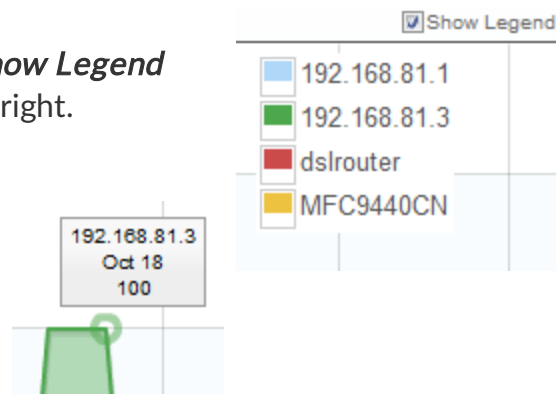 Show Legend
ow Legend
right.
192.168.81.1
192.168.81.3
dslrouter
MFC9440CN
192.168.81.3
Oct 18
100